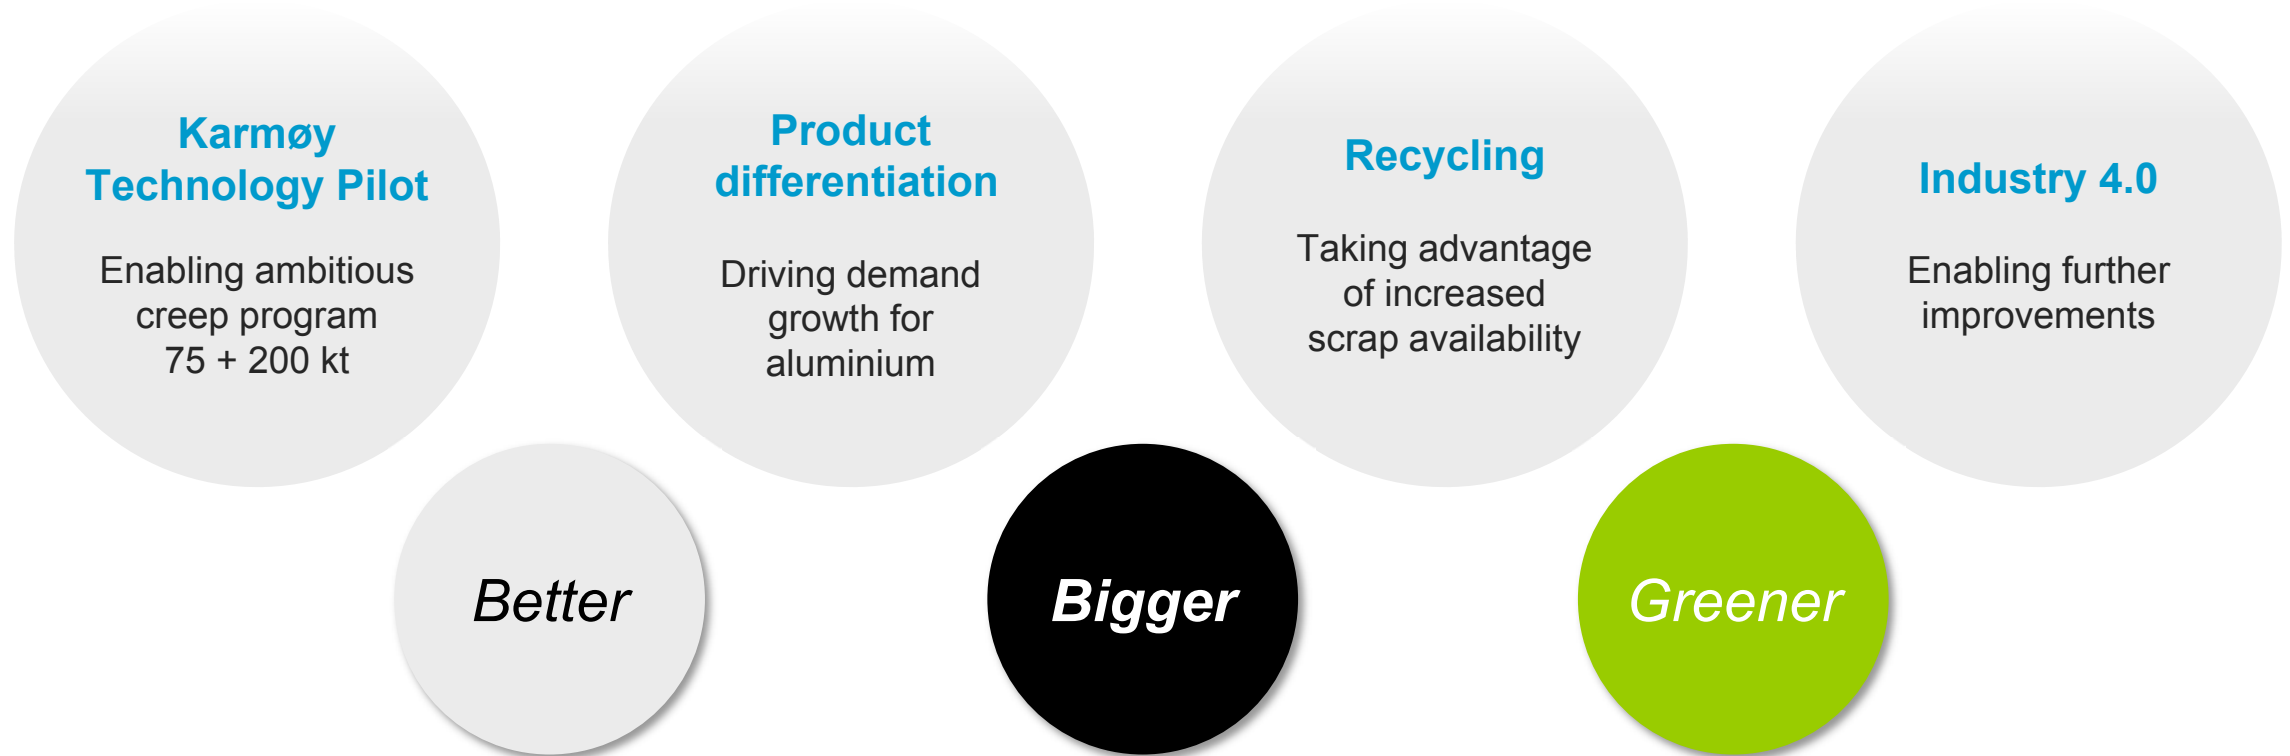 Karmøy
Technology Pilot
Enabling ambitious
creep program
75 + 200 kt
Product
differentiation
Driving demand
growth for
aluminium
Recycling
Taking advantage
of increased
scrap availability
Industry 4.0
Enabling further
improvements
Better
Bigger
Greener